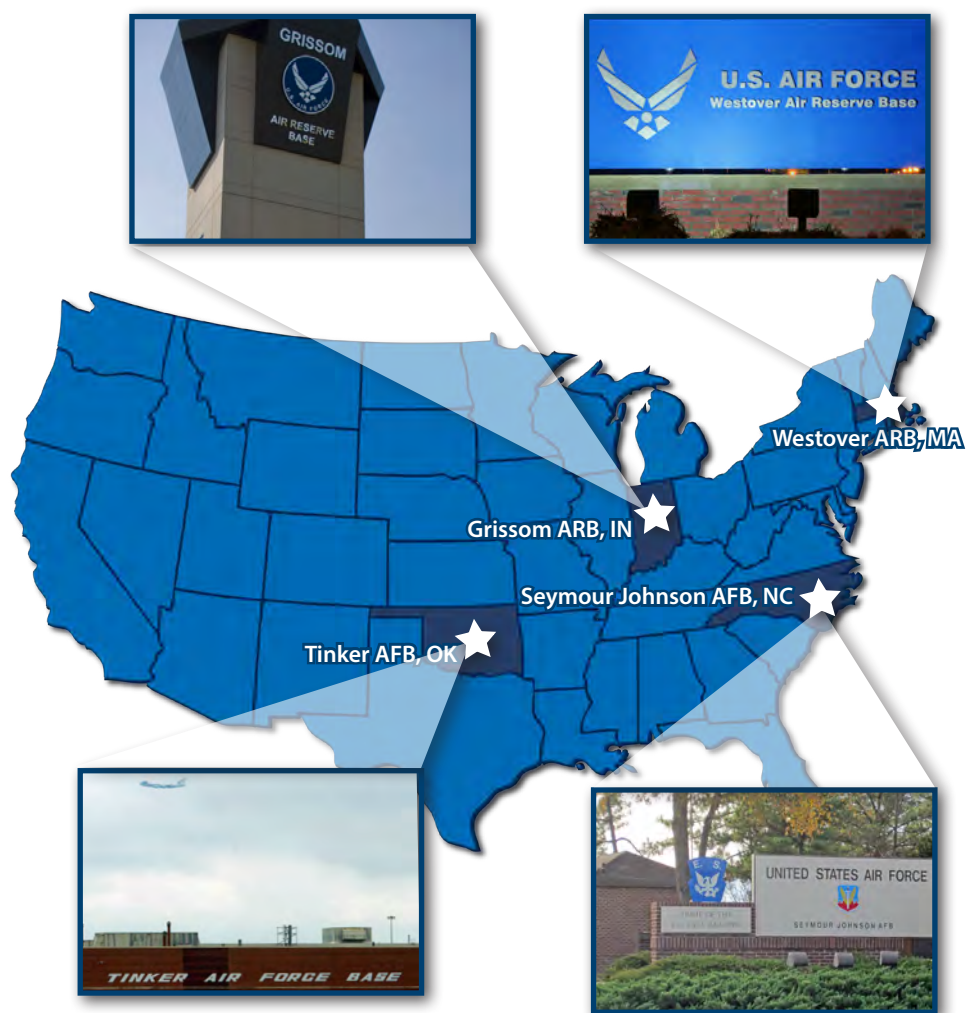 GRISSOM
U.S. AIR FORCE
AIR RESERVE
BASE
U.S. AIR FORCE
Westover Air Reserve Base
Westover ARB, MA
Grissom ARB, IN
Seymour Johnson AFB, NC
Tinker AFB, OK
TINKER AIR FORCE BASE
E. S.
UNITED STATES AIR FORCE
SEYMOUR JOHNSON AFB